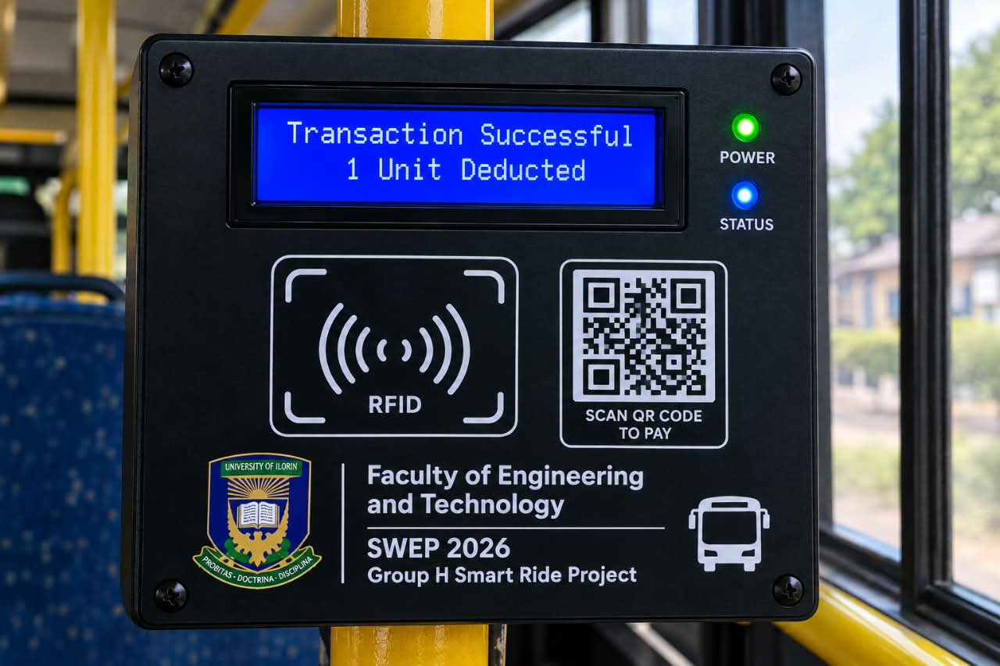 Transaction Successful
1 Unit Deducted
POWER
STATUS
RFID
SCAN QR CODE
TO PAY
UNIVERSITY OF ILORIN
PROBITAS - DOCTRINA - DISCIPLINA
Faculty of Engineering
and Technology
SWEP 2026
Group H Smart Ride Project